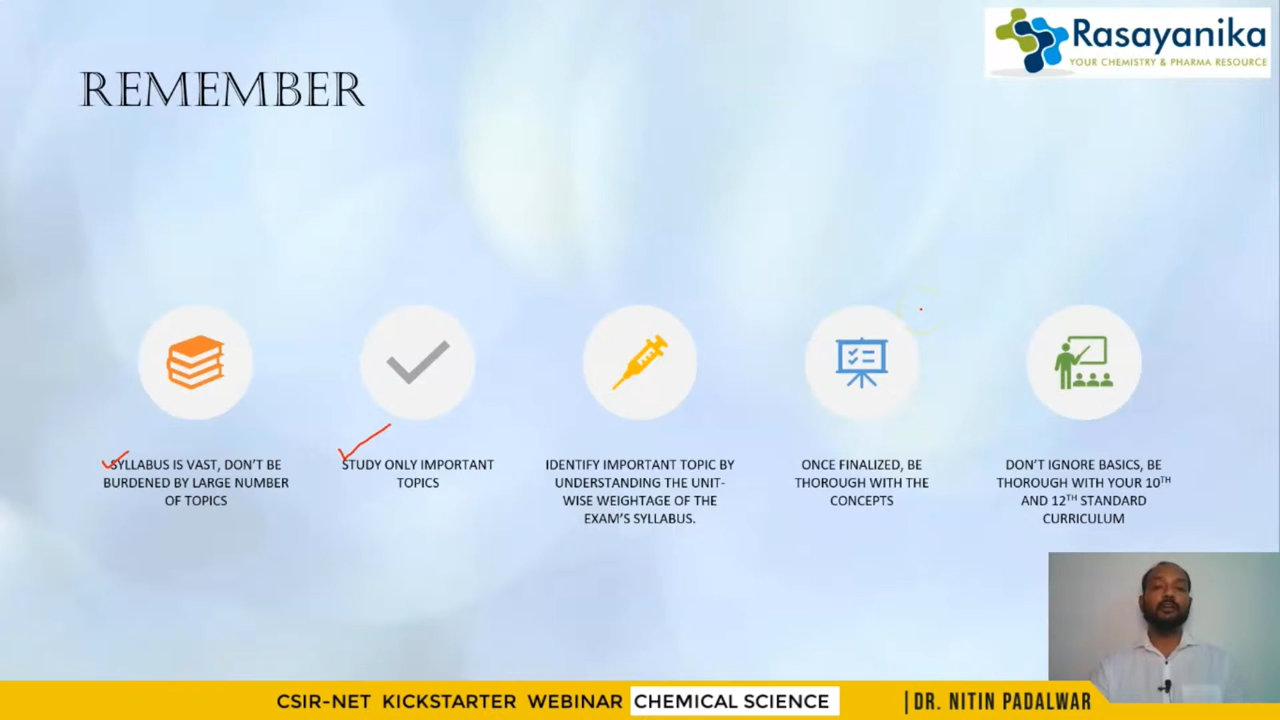 Rasayanika
YOUR CHEMISTRY & PHARMA RESOURCE
REMEMBER
SYLLABUS IS VAST, DON'T BE
BURDENED BY LARGE NUMBER
OF TOPICS
STUDY ONLY IMPORTANT
TOPICS
IDENTIFY IMPORTANT TOPIC BY
UNDERSTANDING THE UNIT-
WISE WEIGHTAGE OF THE
EXAM'S SYLLABUS.
ONCE FINALIZED, BE
THOROUGH WITH THE
CONCEPTS
DON'T IGNORE BASICS, BE
THOROUGH WITH YOUR 10TH
AND 12TH STANDARD
CURRICULUM
CSIR-NET KICKSTARTER WEBINAR CHEMICAL SCIENCE |DR. NITIN PADALWAR